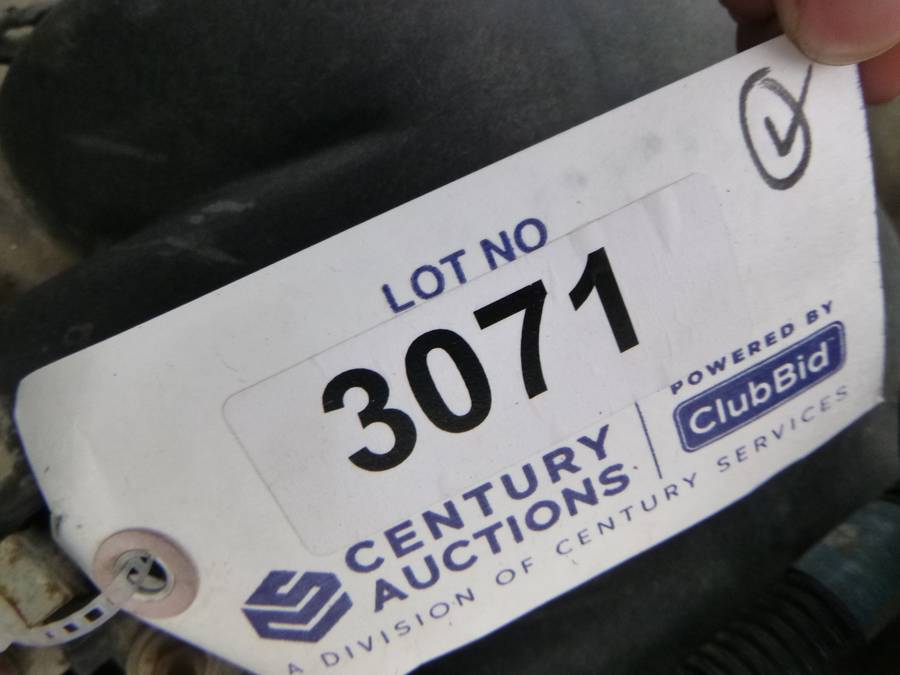 LOT NO
3071
CENTURY
AUCTIONS
POWERED BY
ClubBid
A DIVISION OF CENTURY SERVICES